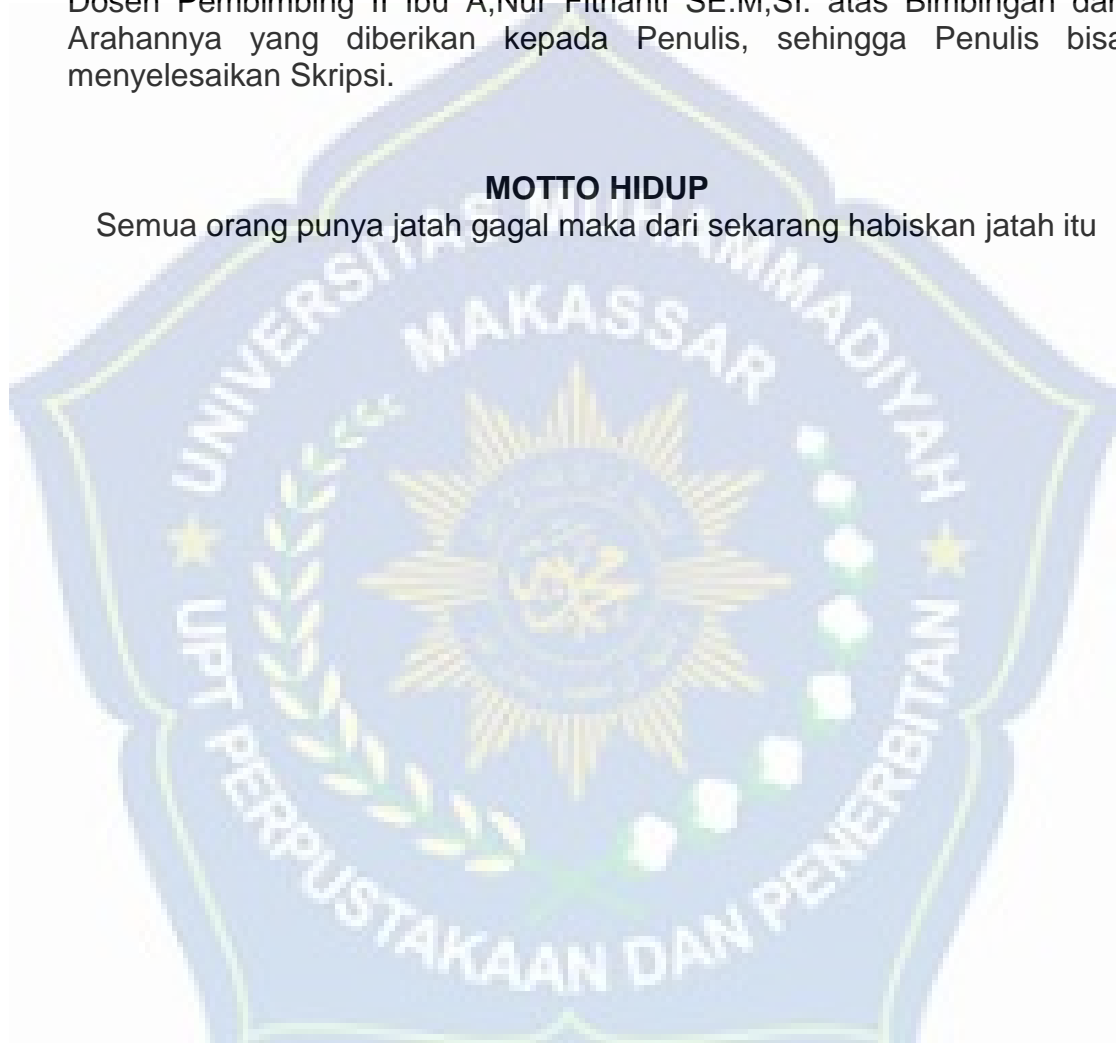 Dosen Pembimbing II Ibu A,Nur Fitrianti SE.M,Si. atas Bimbingan dan
Arahannya yang diberikan kepada Penulis, sehingga Penulis bisa
menyelesaikan Skripsi.
MOTTO HIDUP
Semua orang punya jatah gagal maka dari sekarang habiskan jatah itu
UNIVERSITAS MUHAMMADIYAH
MAKASSAR
UPT PERPUSTAKAAN DAN PENERBITAN